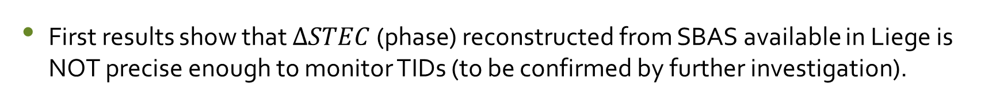 • First results show that Δ𝑆𝑇𝐸𝐶 (phase) reconstructed from SBAS available in Liege is
NOT precise enough to monitor TIDs (to be confirmed by further investigation).